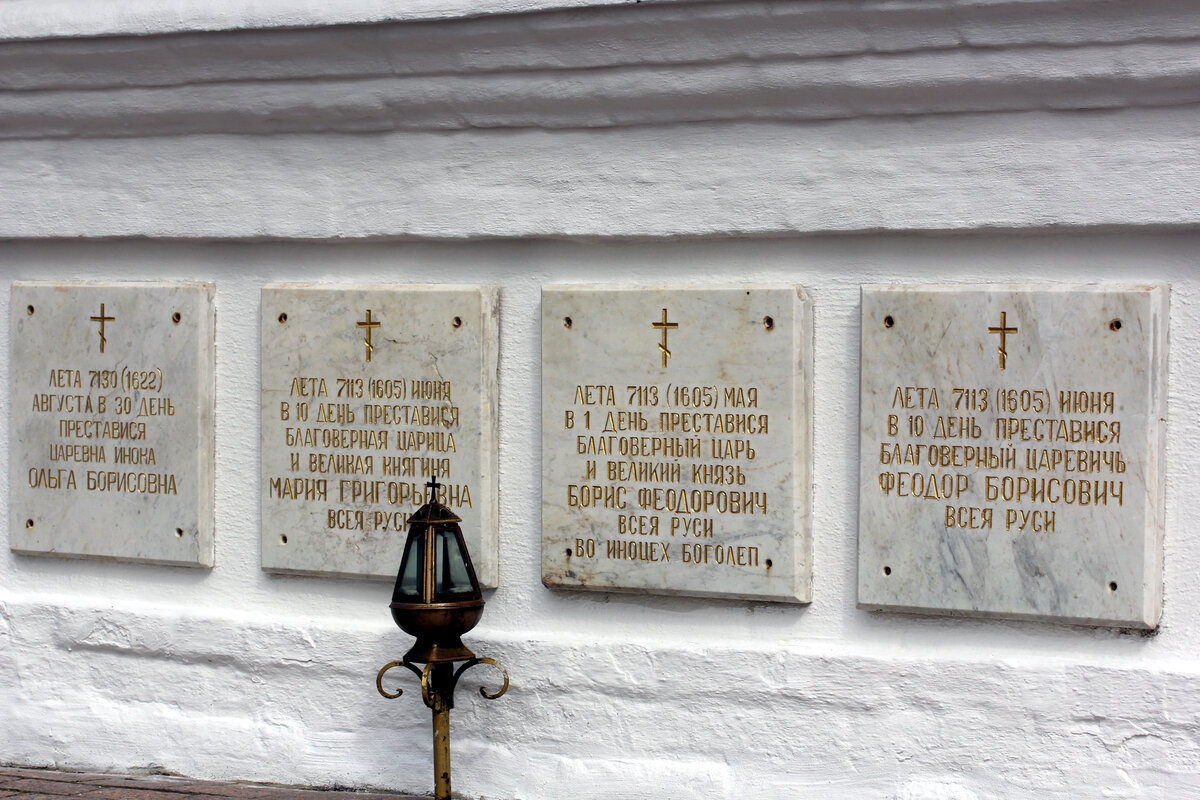 ЛЕТА 7130 (1622)
АВГУСТА В 30 ДЕНЬ
ПРЕСТАВИСЯ
ЦАРЕВНА ИНОКА
ОЛЬГА БОРИСОВНА
ЛЕТА 7113 (1605) ИЮНЯ
В 10 ДЕНЬ ПРЕСТАВИСЯ
БЛАГОВЕРНАЯ ЦАРИЦА
И ВЕЛИКАЯ КНЯГИНЯ
МАРИЯ ГРИГОРЬЕВНА
ВСЕЯ РУСИ
ЛЕТА 7113 (1605) МАЯ
В 1 ДЕНЬ ПРЕСТАВИСЯ
БЛАГОВЕРНЫЙ ЦАРЬ
И ВЕЛИКИЙ КНЯЗЬ
БОРИС ФЕОДОРОВИЧ
ВСЕЯ РУСИ
ВО ИНОЦЕХ БОГОЛЕП
ЛЕТА 7113 (1605) ИЮНЯ
В 10 ДЕНЬ ПРЕСТАВИСЯ
БЛАГОВЕРНЫЙ ЦАРЕВИЧЬ
ФЕОДОР БОРИСОВИЧ
ВСЕЯ РУСИ